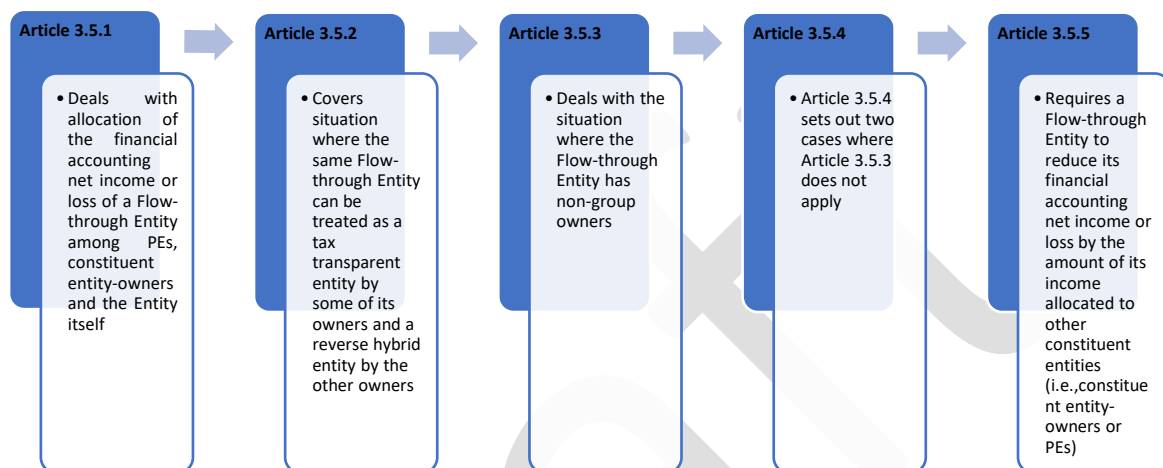 Article 3.5.1
• Deals with
allocation of
the financial
accounting
net income or
loss of a Flow-
through Entity
among PEs,
constituent
entity-owners
and the Entity
itself
Article 3.5.2
• Covers
situation
where the
same Flow-
through Entity
can be
treated as a
tax
transparent
entity by
some of its
owners and a
reverse hybrid
entity by the
other owners
Article 3.5.3
• Deals with the
situation
where the
Flow-through
Entity has
non-group
owners
Article 3.5.4
• Article 3.5.4
sets out two
cases where
Article 3.5.3
does not
apply
Article 3.5.5
• Requires a
Flow-through
Entity to
reduce its
financial
accounting
net income or
loss by the
amount of its
income
allocated to
other
constituent
entities
(i.e.,constitue
nt entity-
owners or
PEs)